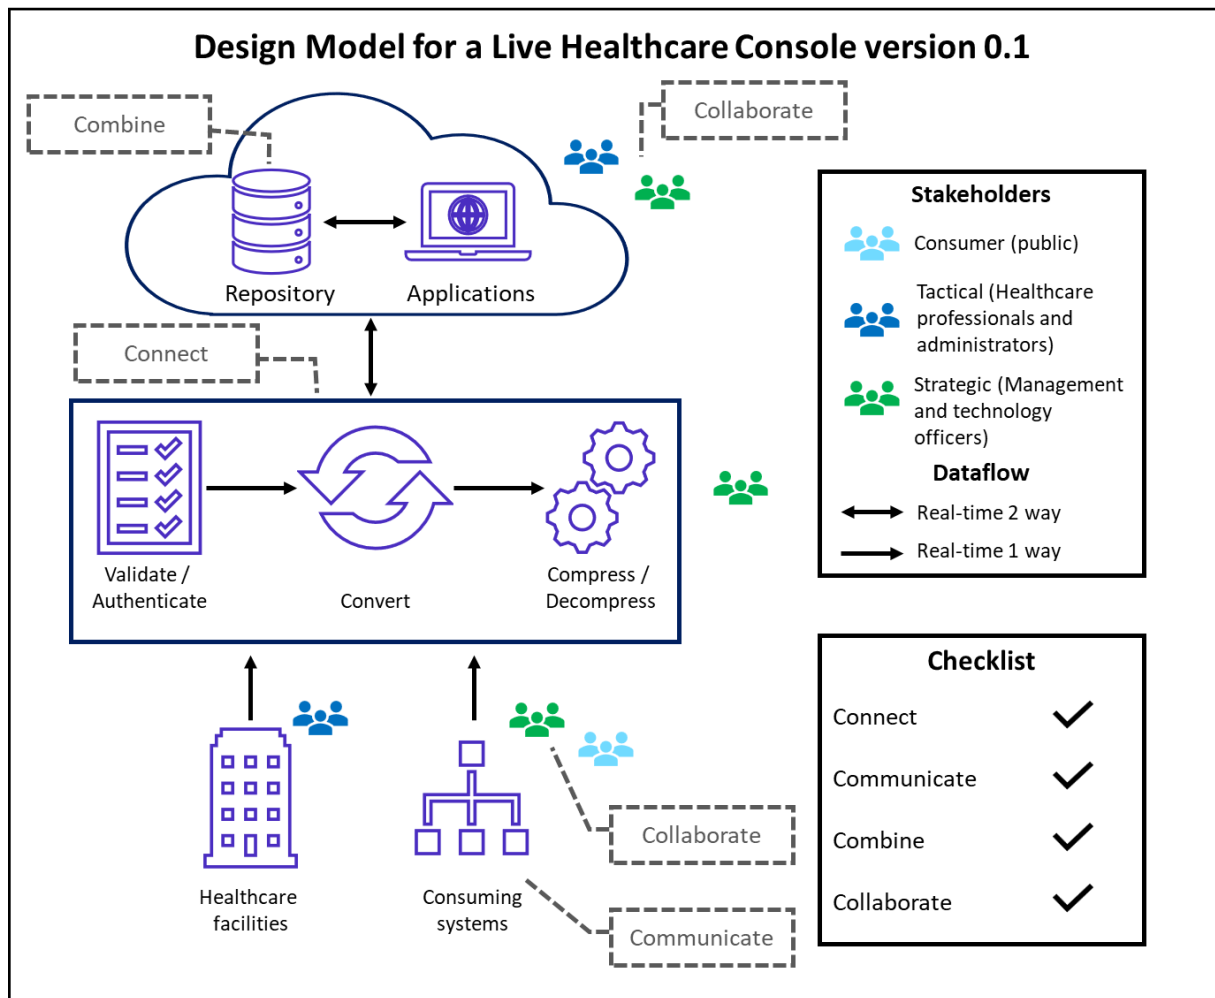 Design Model for a Live Healthcare Console version 0.1
Combine
Collaborate
Repository
Applications
Connect
Validate /
Authenticate
Convert
Compress /
Decompress
Healthcare
facilities
Consuming
systems
Collaborate
Communicate
Stakeholders
Consumer (public)
Tactical (Healthcare
professionals and
administrators)
Strategic (Management
and technology
officers)
Dataflow
Real-time 2 way
Real-time 1 way
Checklist
Connect
Communicate
Combine
Collaborate